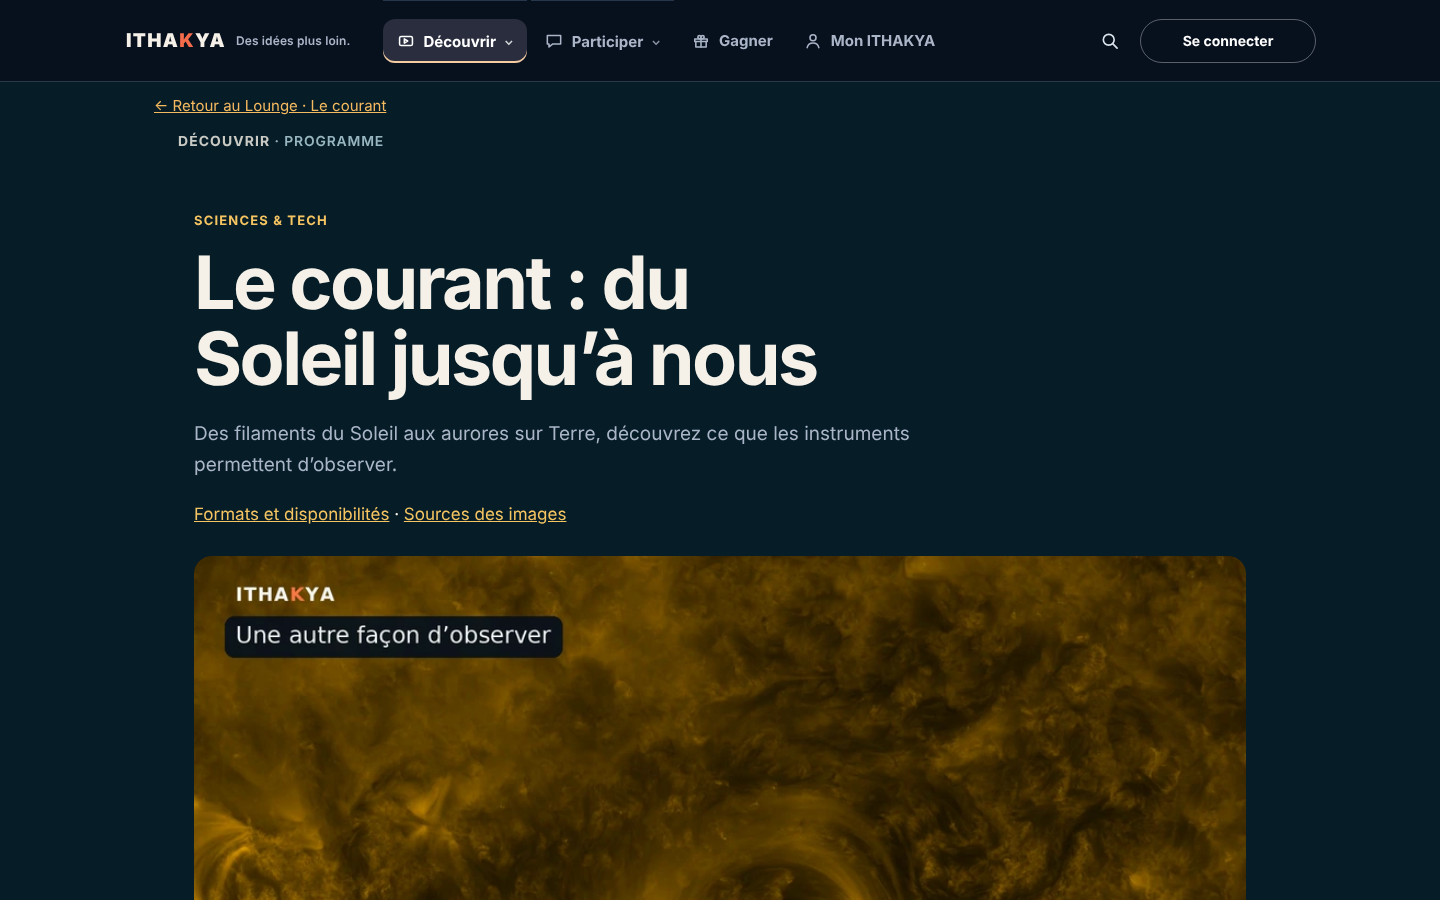 ITHAKYA
Des idées plus loin.
Découvrir
Participer
Gagner
Mon ITHAKYA
Se connecter
← Retour au Lounge · Le courant
DÉCOUVRIR · PROGRAMME
SCIENCES & TECH
Le courant : du
Soleil jusqu’à nous
Des filaments du Soleil aux aurores sur Terre, découvrez ce que les instruments
permettent d’observer.
Formats et disponibilités · Sources des images
ITHAKYA
Une autre façon d’observer